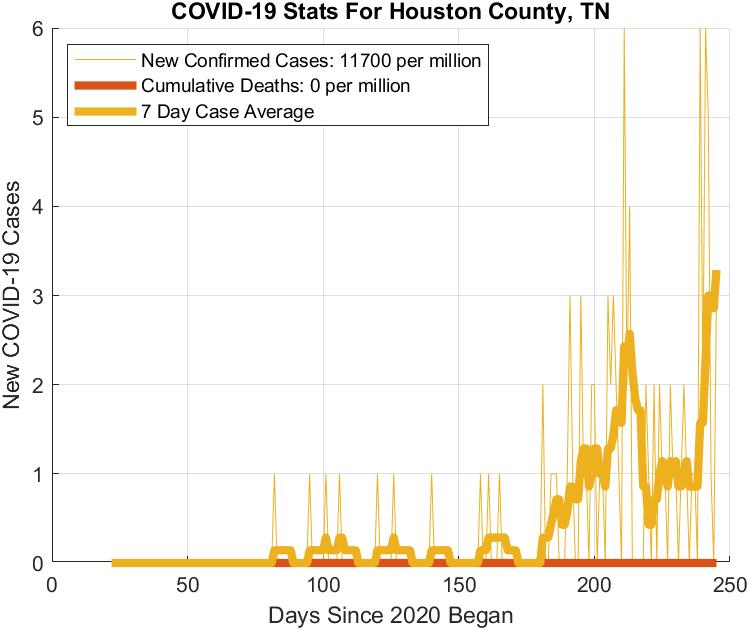 COVID-19 Stats For Houston County, TN
New Confirmed Cases: 11700 per million
Cumulative Deaths: 0 per million
7 Day Case Average
New COVID-19 Cases
6
5
4
3
2
1
0
0 50 100 150 200 250
Days Since 2020 Began